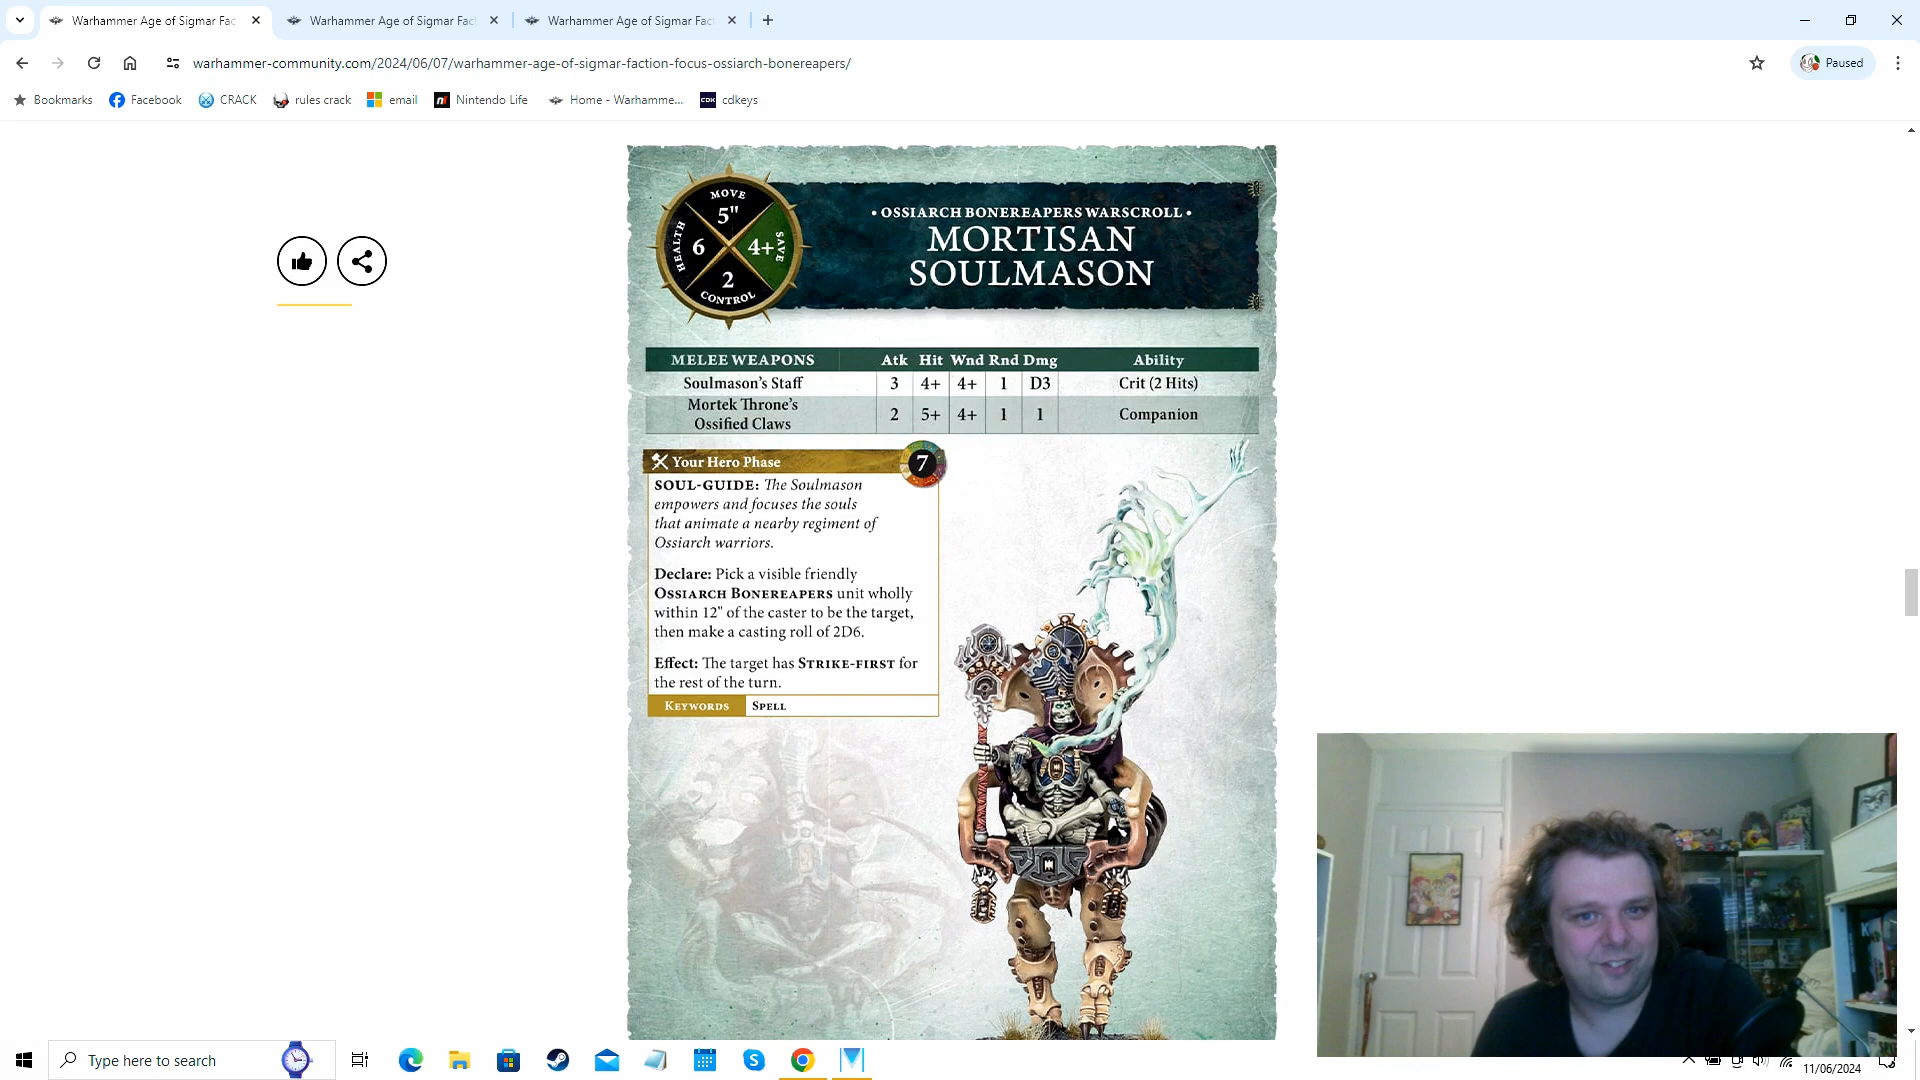 Warhammer Age of Sigmar Fac
Warhammer Age of Sigmar Fact
Warhammer Age of Sigmar Fact
warhammer-community.com/2024/06/07/warhammer-age-of-sigmar-faction-focus-ossiarch-bonereapers/
Paused
Bookmarks
Facebook
CRACK
rules crack
email
Nintendo Life
Home - Warhamme...
cdkeys
MOVE
5"
HEALTH
6
4+
SAVE
2
CONTROL
• OSSIARCH BONEREAPERS WARSCROLL •
MORTISAN
SOULMASON
MELEE WEAPONS Atk Hit Wnd Rnd Dmg Ability
Soulmason's Staff 3 4+ 4+ 1 D3 Crit (2 Hits)
Mortek Throne's
Ossified Claws 2 5+ 4+ 1 1 Companion
Your Hero Phase 7
SOUL-GUIDE: The Soulmason
empowers and focuses the souls
that animate a nearby regiment of
Ossiarch warriors.
Declare: Pick a visible friendly
OSSIARCH BONEREAPERS unit wholly
within 12" of the caster to be the target,
then make a casting roll of 2D6.
Effect: The target has STRIKE-FIRST for
the rest of the turn.
KEYWORDS SPELL
Type here to search
11/06/2024